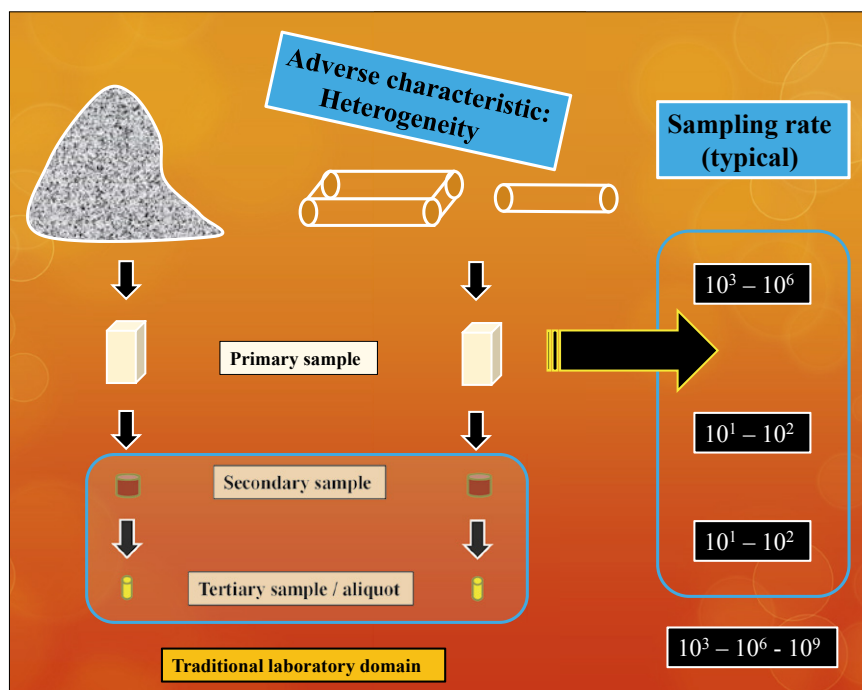 Adverse characteristic:
Heterogeneity
Sampling rate
(typical)
10³ – 10⁶
Primary sample
10¹ – 10²
Secondary sample
10¹ – 10²
Tertiary sample / aliquot
10³ – 10⁶ - 10⁹
Traditional laboratory domain